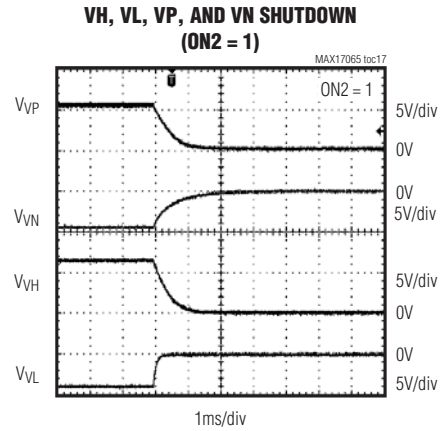 VH, VL, VP, AND VN SHUTDOWN
(ON2 = 1)
MAX17065 toc17
ON2 = 1
VVP
5V/div
0V
0V
VVN
5V/div
VVH
5V/div
0V
0V
VVL
5V/div
1ms/div